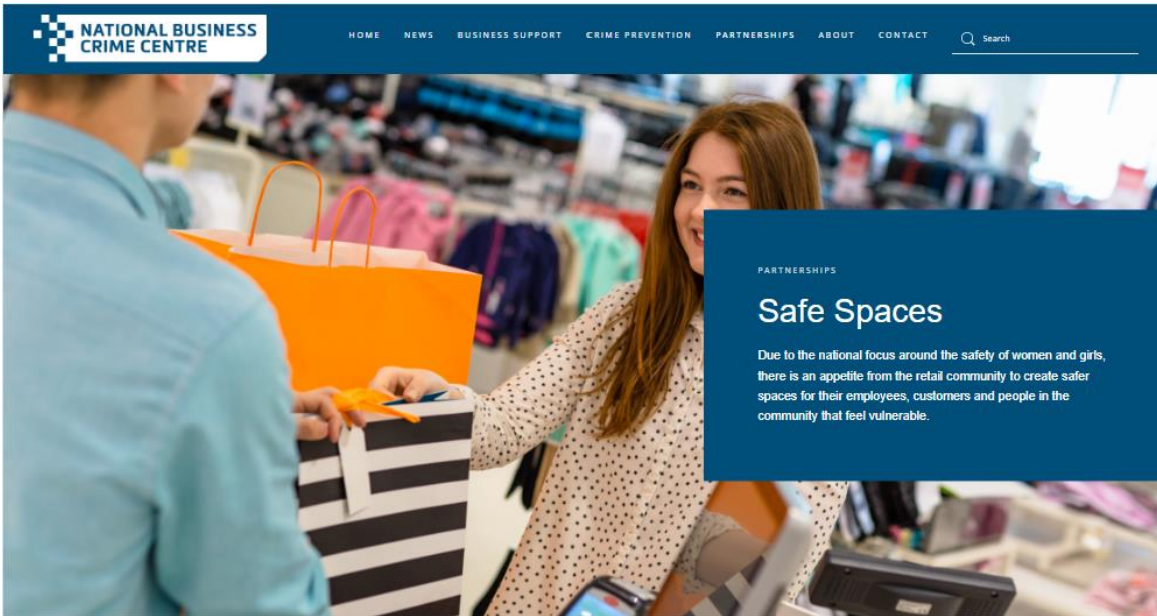 NATIONAL BUSINESS
CRIME CENTRE
HOME NEWS BUSINESS SUPPORT CRIME PREVENTION PARTNERSHIPS ABOUT CONTACT Search
PARTNERSHIPS
Safe Spaces
Due to the national focus around the safety of women and girls,
there is an appetite from the retail community to create safer
spaces for their employees, customers and people in the
community that feel vulnerable.